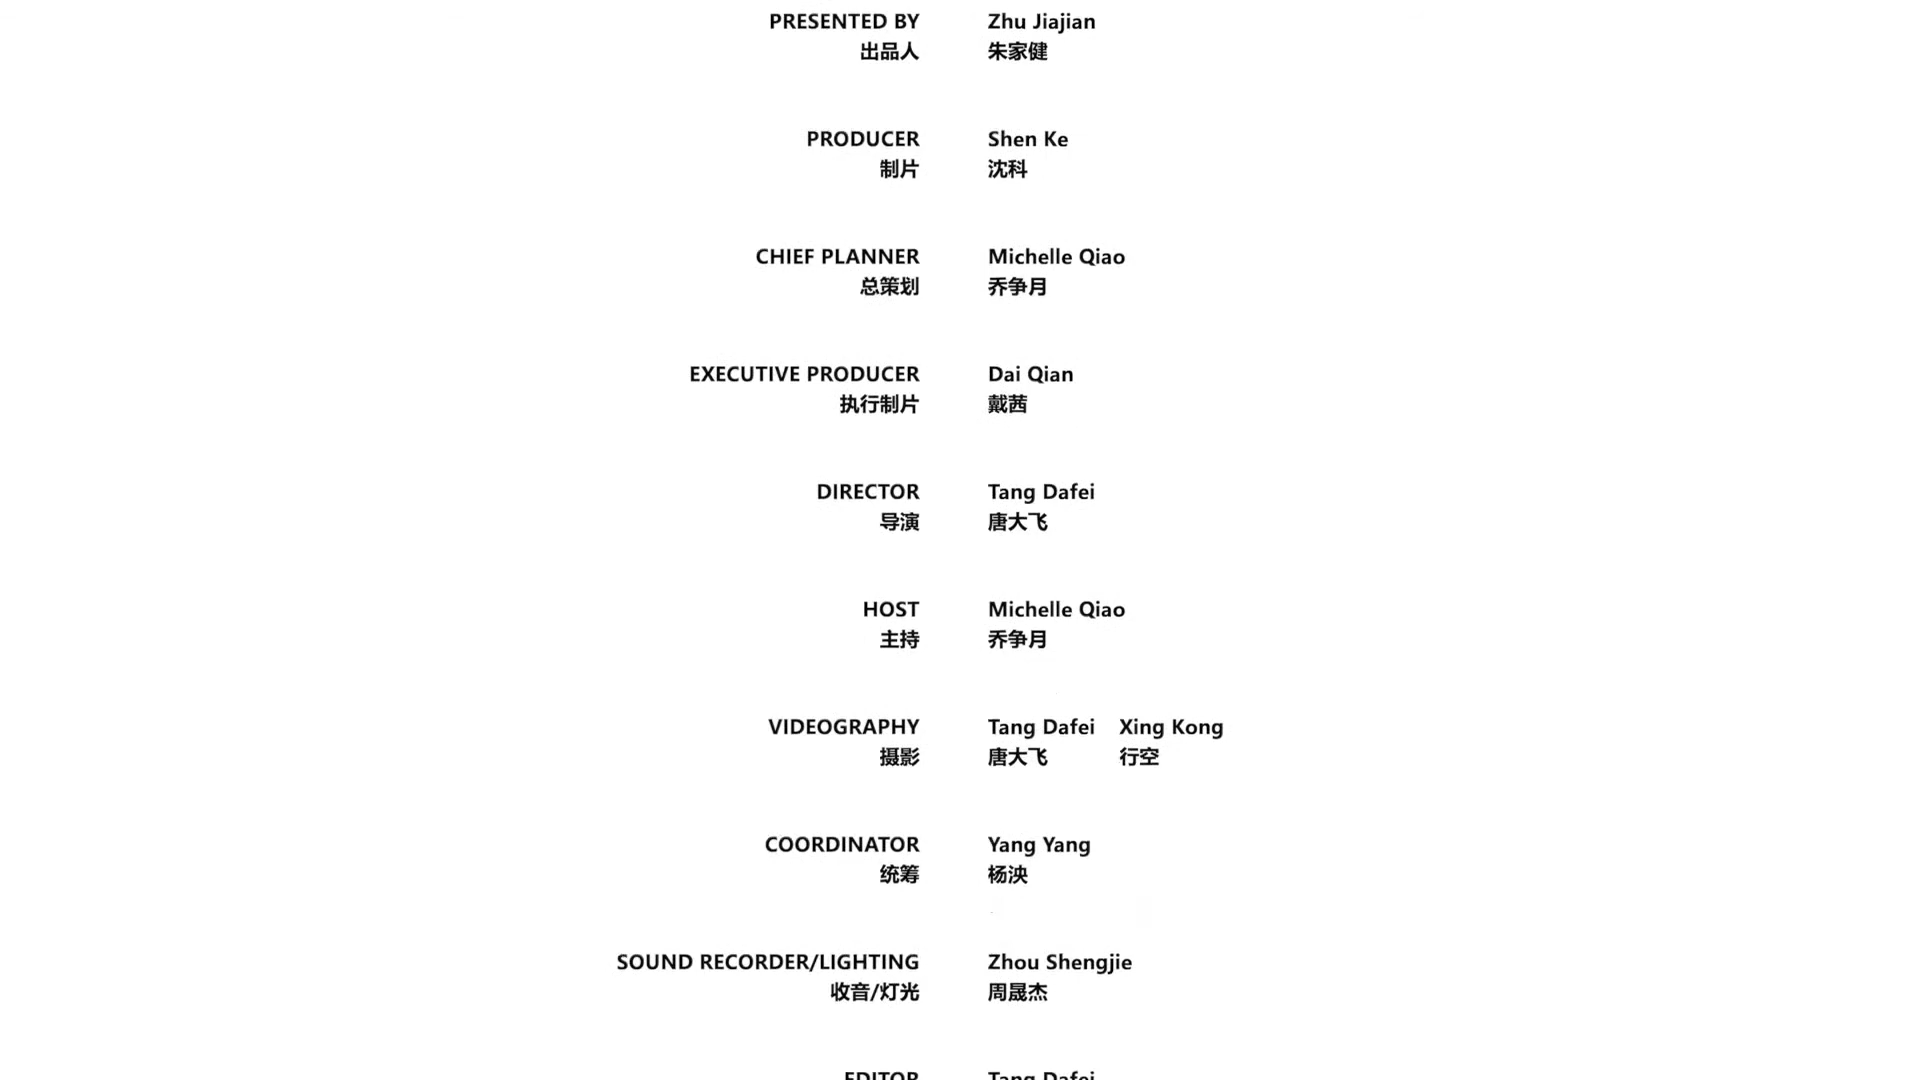 PRESENTED BY Zhu Jiajian
出品人 朱家健
PRODUCER Shen Ke
制片 沈科
CHIEF PLANNER Michelle Qiao
总策划 乔争月
EXECUTIVE PRODUCER Dai Qian
执行制片 戴茜
DIRECTOR Tang Dafei
导演 唐大飞
HOST Michelle Qiao
主持 乔争月
VIDEOGRAPHY Tang Dafei Xing Kong
摄影 唐大飞 行空
COORDINATOR Yang Yang
统筹 杨泱
SOUND RECORDER/LIGHTING Zhou Shengjie
收音/灯光 周晟杰
EDITOR Tang Dafei